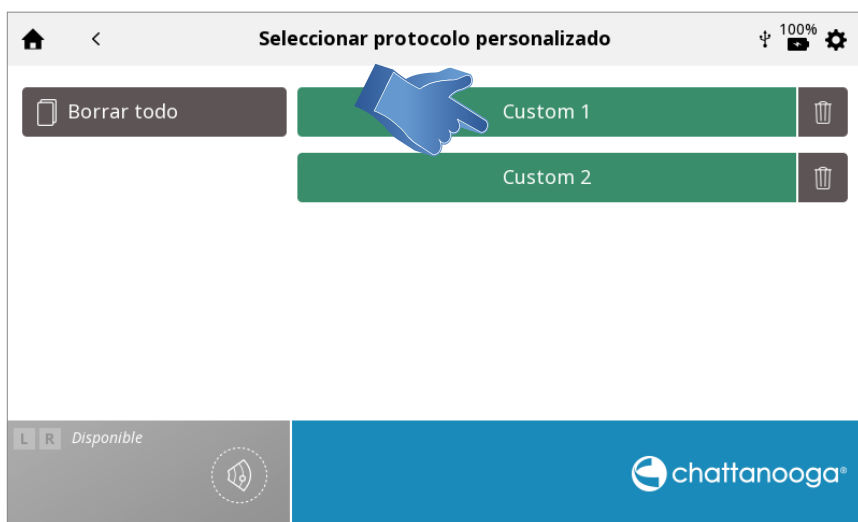 Seleccionar protocolo personalizado
100%
Borrar todo
Custom 1
Custom 2
L R Disponible
chattanooga®